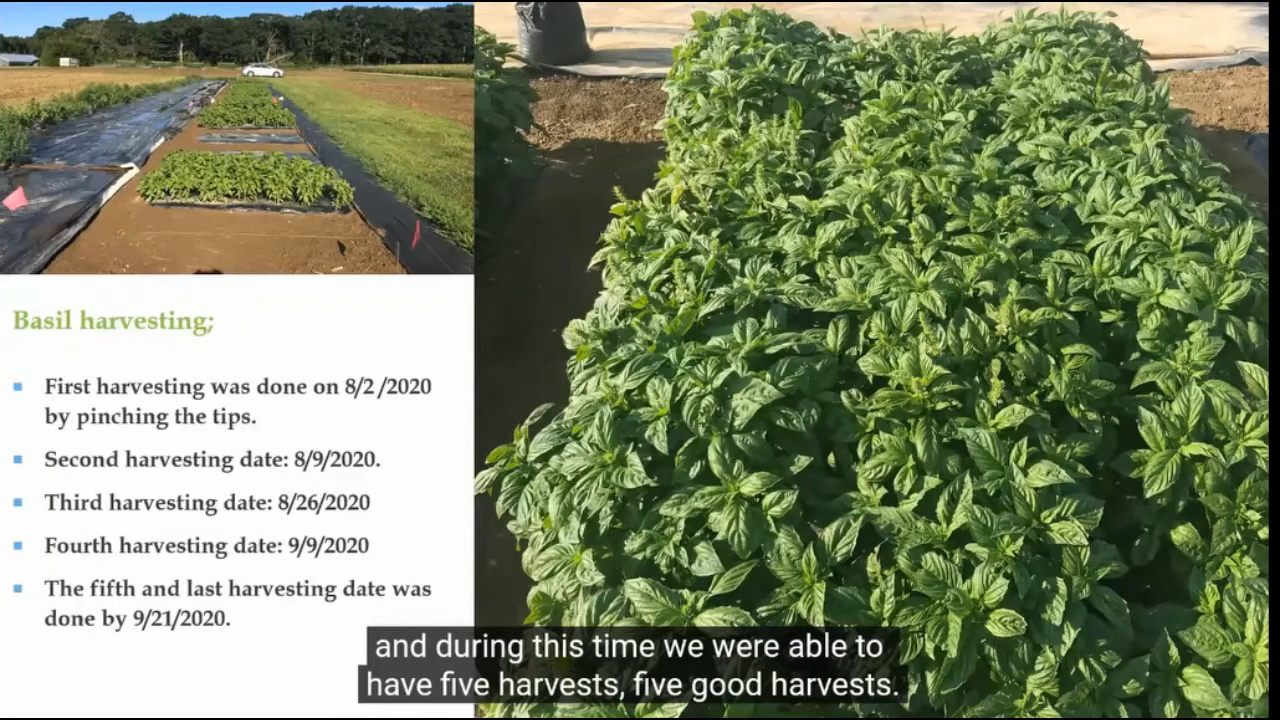 Basil harvesting;
First harvesting was done on 8/2 /2020
by pinching the tips.
Second harvesting date: 8/9/2020.
Third harvesting date: 8/26/2020
Fourth harvesting date: 9/9/2020
The fifth and last harvesting date was
done by 9/21/2020.
and during this time we were able to
have five harvests, five good harvests.